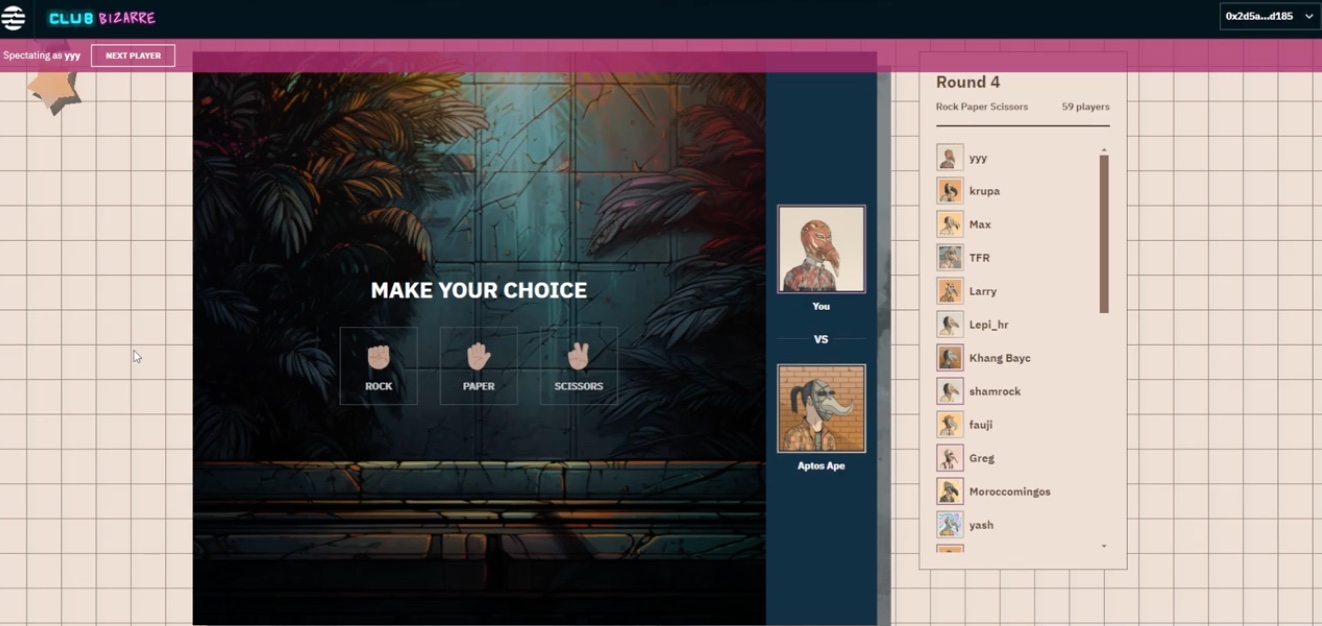 CLUB BIZARRE
0x2d5a...d185
Spectating as yyy
NEXT PLAYER
MAKE YOUR CHOICE
ROCK
PAPER
SCISSORS
You
VS
Aptos Ape
Round 4
Rock Paper Scissors
59 players
yyy
krupa
Max
TFR
Larry
Lepi_hr
Khang Bayc
shamrock
fauji
Greg
Moroccomingos
yash